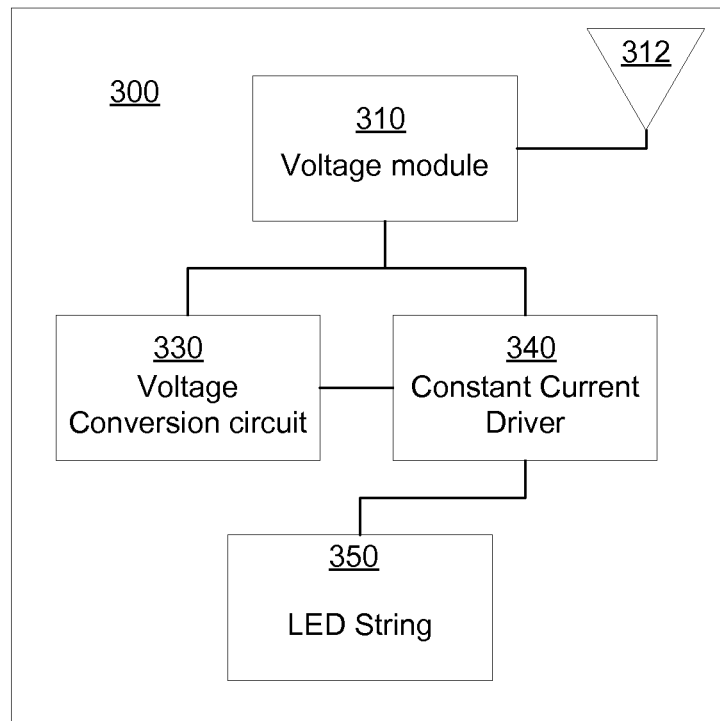 312
300
310
Voltage module
330
Voltage
Conversion circuit
340
Constant Current
Driver
350
LED String